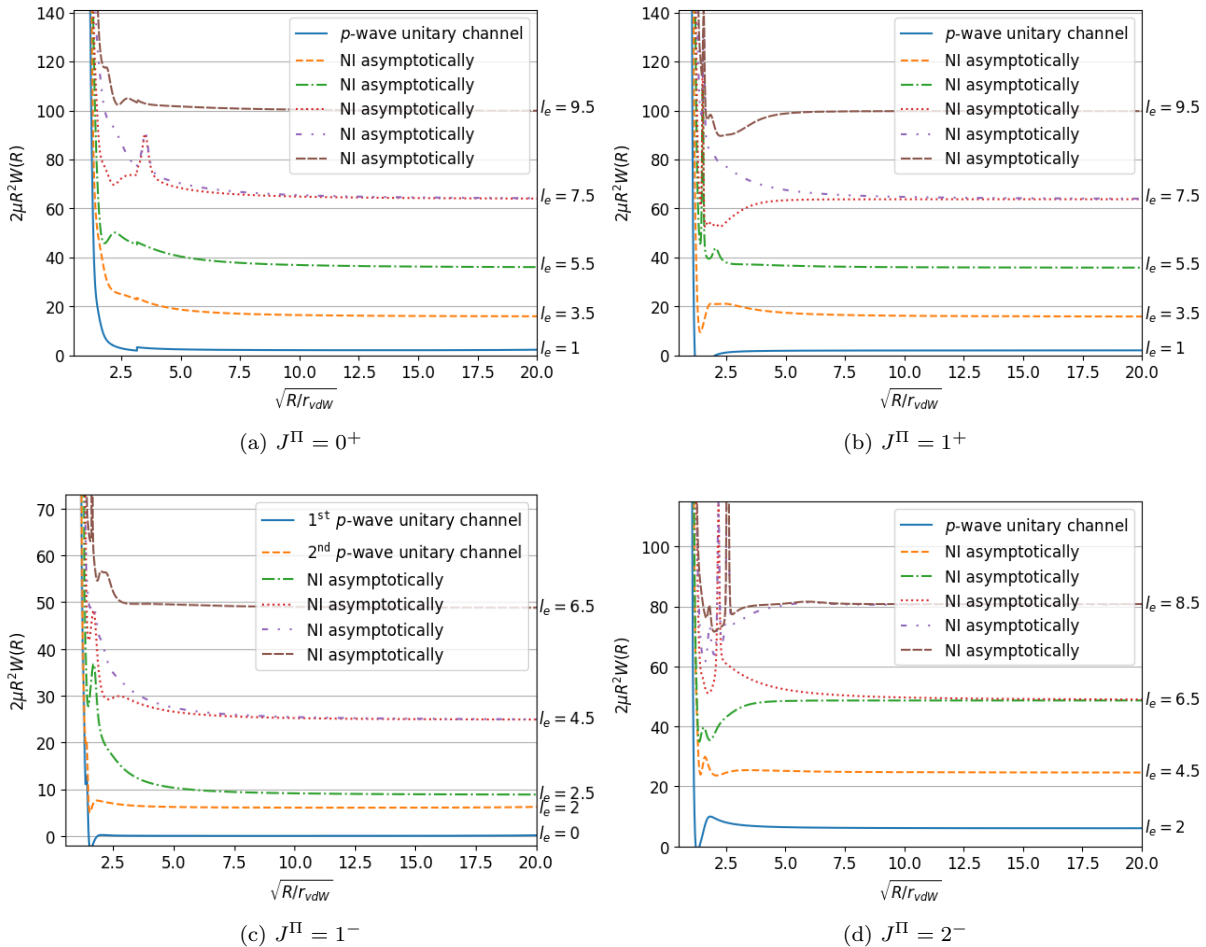 140
120
100
80
60
40
20
0
2μR²W(R)
p-wave unitary channel
NI asymptotically
NI asymptotically
NI asymptotically
NI asymptotically
NI asymptotically
l_e = 9.5
l_e = 7.5
l_e = 5.5
l_e = 3.5
l_e = 1
2.5 5.0 7.5 10.0 12.5 15.0 17.5 20.0
√R/r_vdW
(a) J^Π = 0^+
140
120
100
80
60
40
20
0
2μR²W(R)
p-wave unitary channel
NI asymptotically
NI asymptotically
NI asymptotically
NI asymptotically
NI asymptotically
l_e = 9.5
l_e = 7.5
l_e = 5.5
l_e = 3.5
l_e = 1
2.5 5.0 7.5 10.0 12.5 15.0 17.5 20.0
√R/r_vdW
(b) J^Π = 1^+
70
60
50
40
30
20
10
0
2μR²W(R)
1st p-wave unitary channel
2nd p-wave unitary channel
NI asymptotically
NI asymptotically
NI asymptotically
NI asymptotically
l_e = 6.5
l_e = 4.5
l_e = 2.5
l_e = 2
l_e = 0
2.5 5.0 7.5 10.0 12.5 15.0 17.5 20.0
√R/r_vdW
(c) J^Π = 1^-
100
80
60
40
20
0
2μR²W(R)
p-wave unitary channel
NI asymptotically
NI asymptotically
NI asymptotically
NI asymptotically
NI asymptotically
l_e = 8.5
l_e = 6.5
l_e = 4.5
l_e = 2
2.5 5.0 7.5 10.0 12.5 15.0 17.5 20.0
√R/r_vdW
(d) J^Π = 2^-